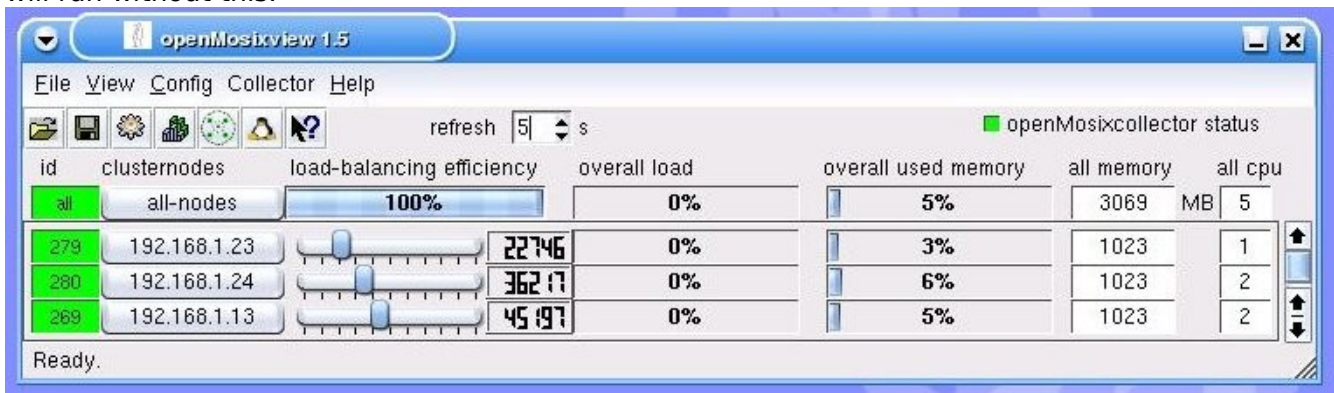 will run without this.
openMosixview 1.5
File View Config Collector Help
refresh 5 s openMosixcollector status
id clusternodes load-balancing efficiency overall load overall used memory all memory all cpu
all all-nodes 100% 0% 5% 3069 MB 5
279 192.168.1.23 22746 0% 3% 1023 1
280 192.168.1.24 36217 0% 6% 1023 2
269 192.168.1.13 45197 0% 5% 1023 2
Ready.